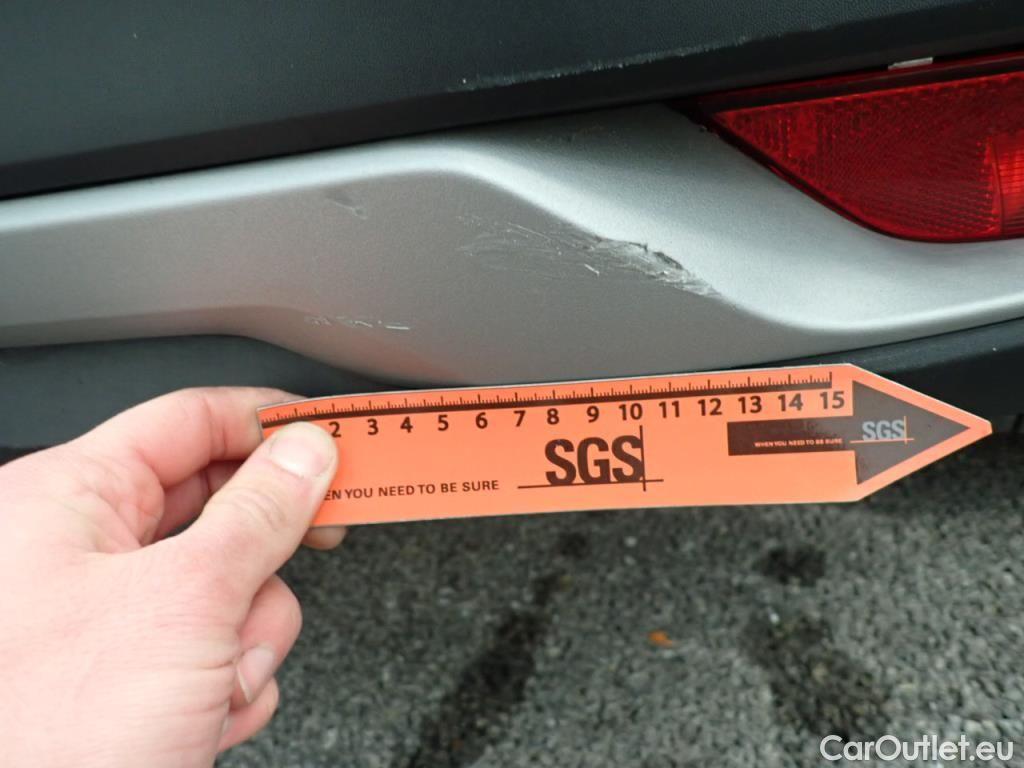 2 3 4 5 6 7 8 9 10 11 12 13 14 15
SGS
WHEN YOU NEED TO BE SURE
SGS
EN YOU NEED TO BE SURE
CarOutlet.eu